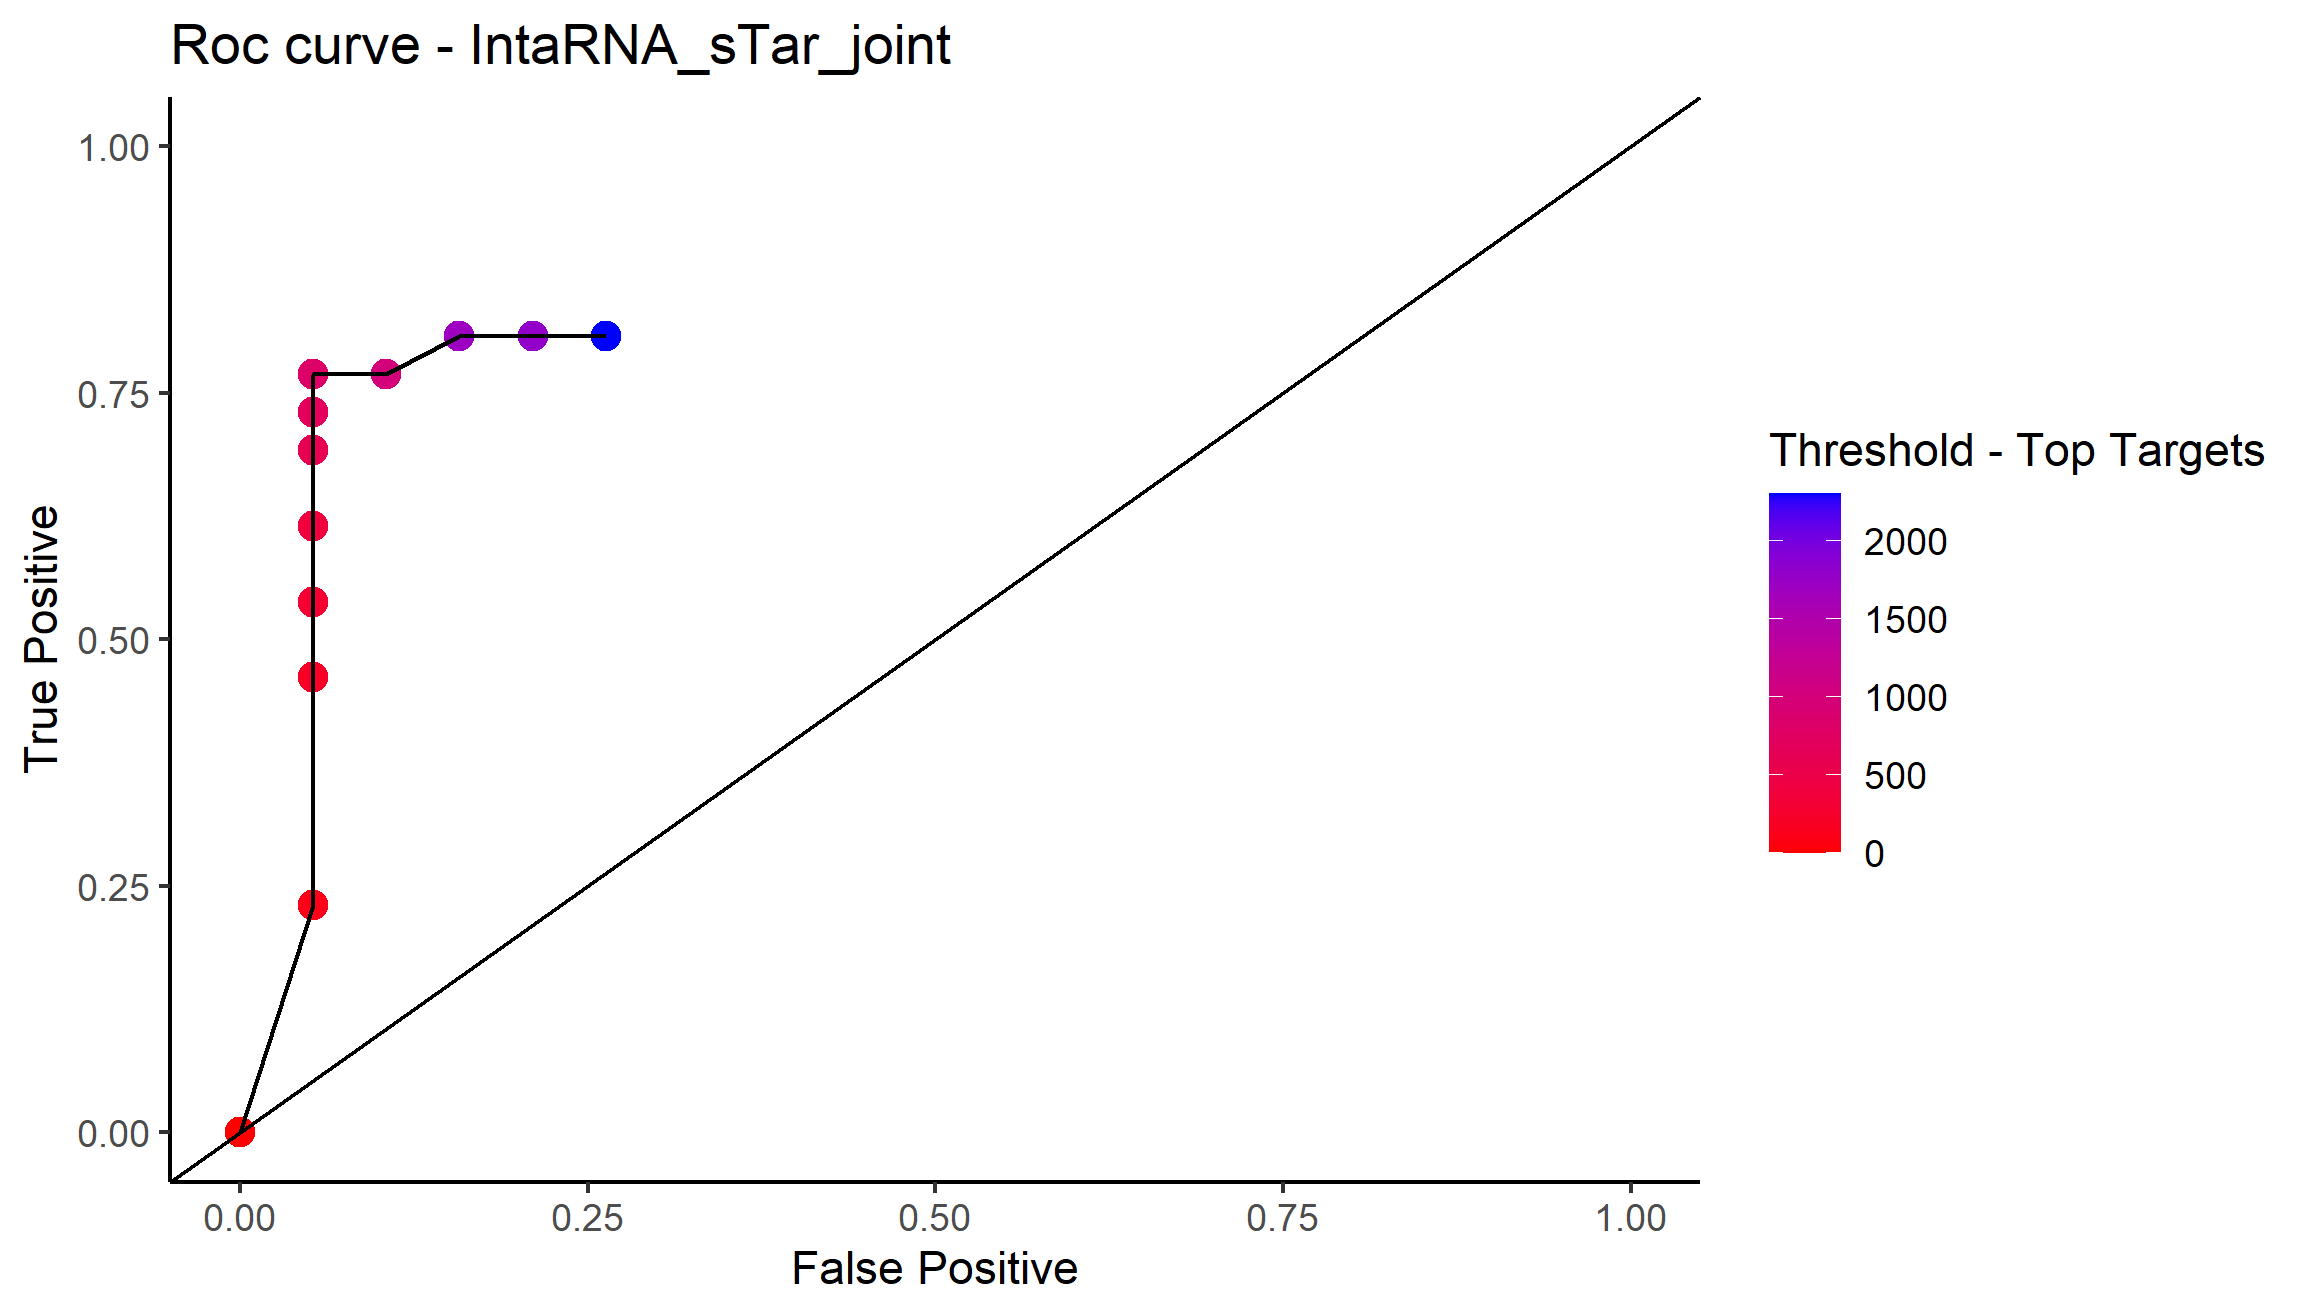 Roc curve - IntaRNA_sTar_joint
1.00
0.75
0.50
0.25
0.00
True Positive
0.00 0.25 0.50 0.75 1.00
False Positive
Threshold - Top Targets
2000
1500
1000
500
0